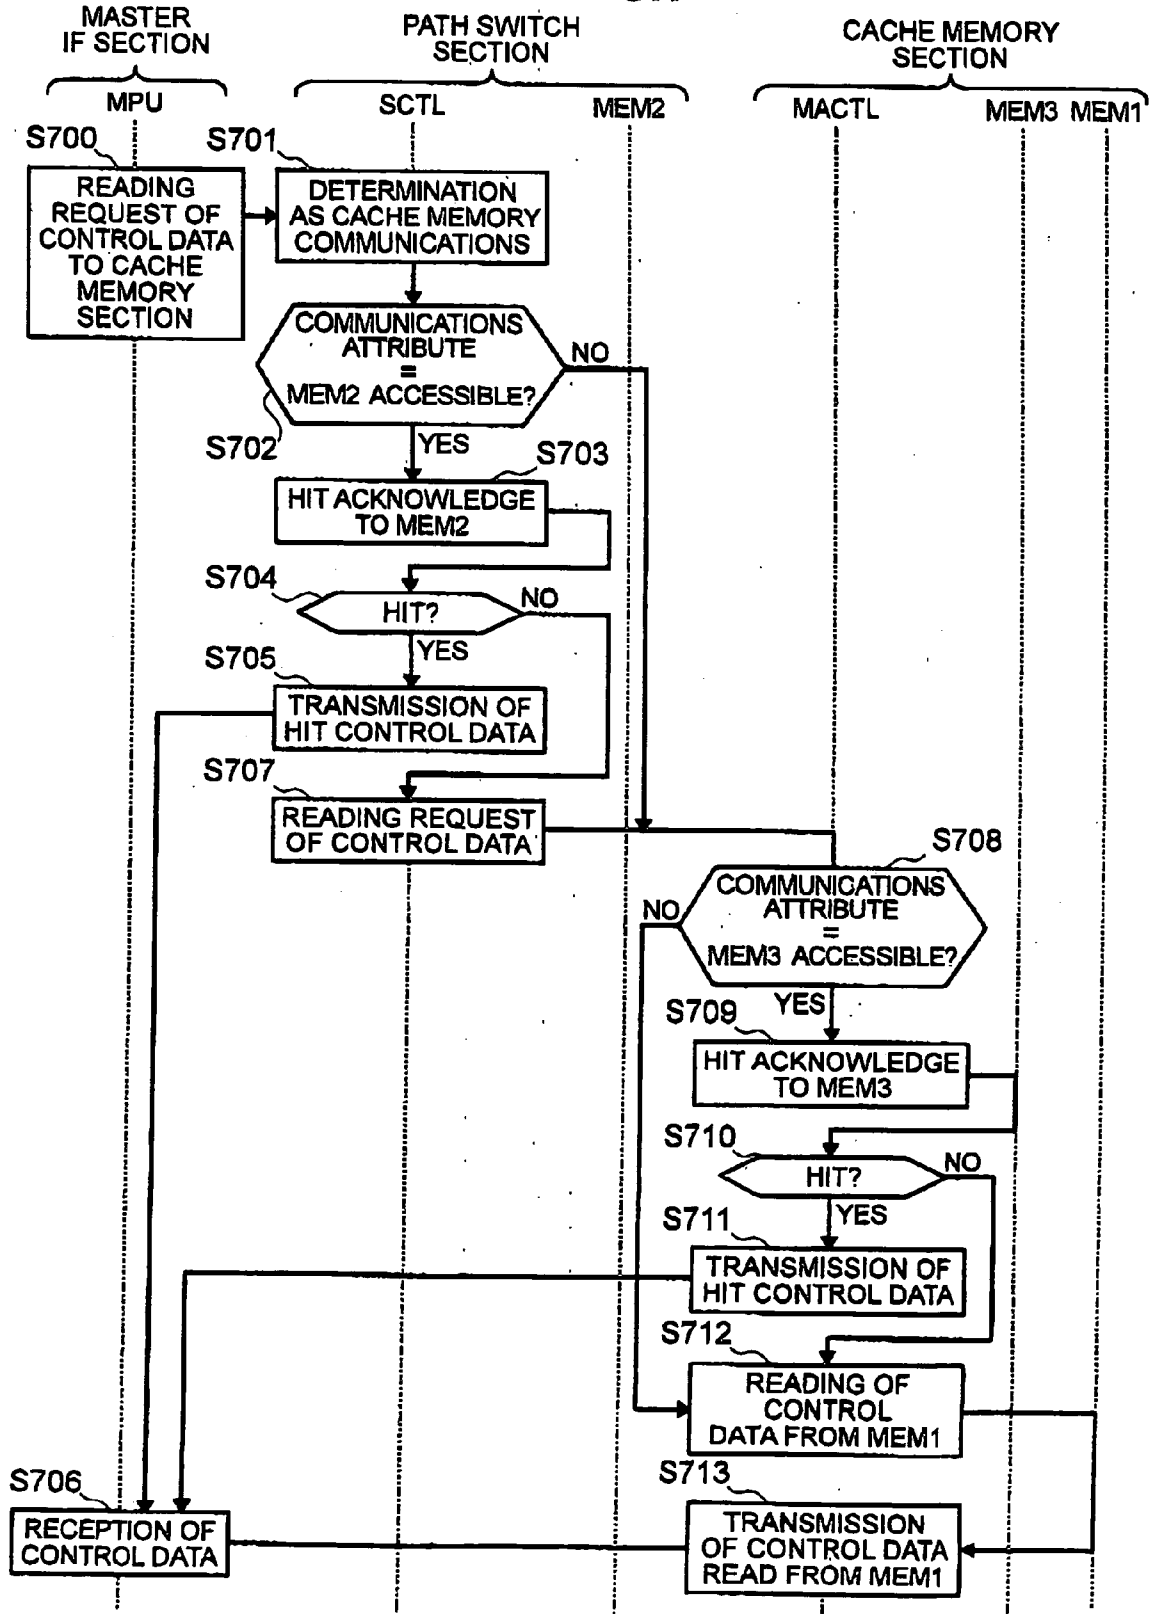 MASTER
IF SECTION
PATH SWITCH
SECTION
CACHE MEMORY
SECTION
MPU
SCTL
MEM2
MACTL
MEM3
MEM1
S700
READING
REQUEST OF
CONTROL DATA
TO CACHE
MEMORY
SECTION
S701
DETERMINATION
AS CACHE MEMORY
COMMUNICATIONS
COMMUNICATIONS
ATTRIBUTE
=
MEM2 ACCESSIBLE?
NO
S702
YES
S703
HIT ACKNOWLEDGE
TO MEM2
S704
HIT?
NO
YES
S705
TRANSMISSION OF
HIT CONTROL DATA
S707
READING REQUEST
OF CONTROL DATA
S708
COMMUNICATIONS
ATTRIBUTE
=
MEM3 ACCESSIBLE?
NO
YES
S709
HIT ACKNOWLEDGE
TO MEM3
S710
HIT?
NO
YES
S711
TRANSMISSION OF
HIT CONTROL DATA
S712
READING OF
CONTROL
DATA FROM MEM1
S713
TRANSMISSION
OF CONTROL DATA
READ FROM MEM1
S706
RECEPTION OF
CONTROL DATA